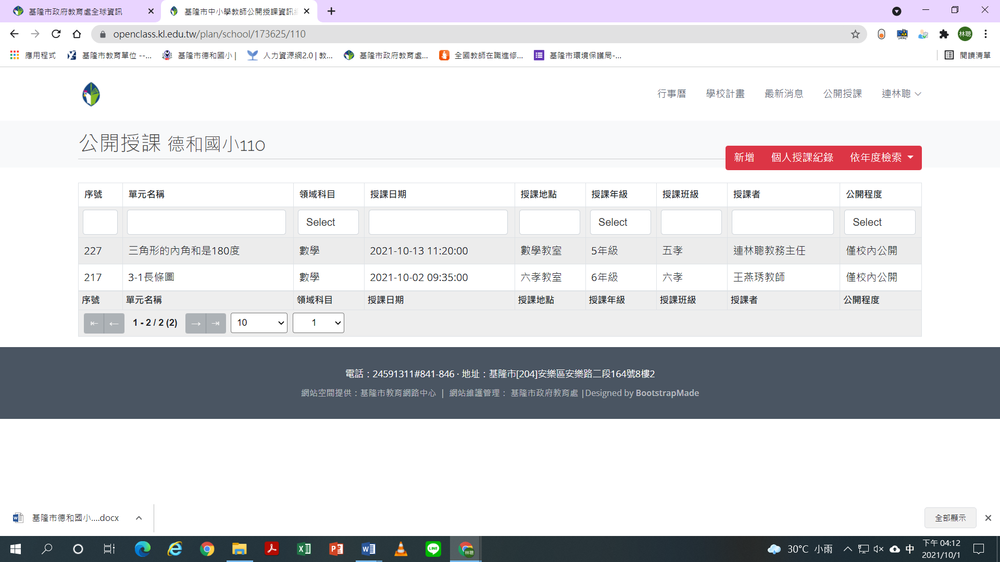 基隆市政府教育處全球資訊
基隆市中小學教師公開授課資訊
openclass.kl.edu.tw/plan/school/173625/110
林聰
應用程式
基隆市教育單位 --...
基隆市德和國小 |
人力資源網2.0 | 教...
基隆市政府教育處...
全國教師在職進修...
基隆市環境保護局-...
閱讀清單
行事曆 學校計畫 最新消息 公開授課 連林聰
公開授課 德和國小110
新增 個人授課紀錄 依年度檢索
序號 單元名稱 領域科目 授課日期 授課地點 授課年級 授課班級 授課者 公開程度
Select Select Select
227 三角形的內角和是180度 數學 2021-10-13 11:20:00 數學教室 5年級 五孝 連林聰教務主任 僅校內公開
217 3-1長條圖 數學 2021-10-02 09:35:00 六孝教室 6年級 六孝 王燕琇教師 僅校內公開
序號 單元名稱 領域科目 授課日期 授課地點 授課年級 授課班級 授課者 公開程度
1 - 2 / 2 (2) 10 1
電話：24591311#841-846 · 地址：基隆市[204]安樂區安樂路二段164號8樓2
網站空間提供：基隆市教育網路中心 | 網站維護管理： 基隆市政府教育處 |Designed by BootstrapMade
基隆市德和國小....docx
全部顯示
30°C 小雨
中
下午 04:12
2021/10/1